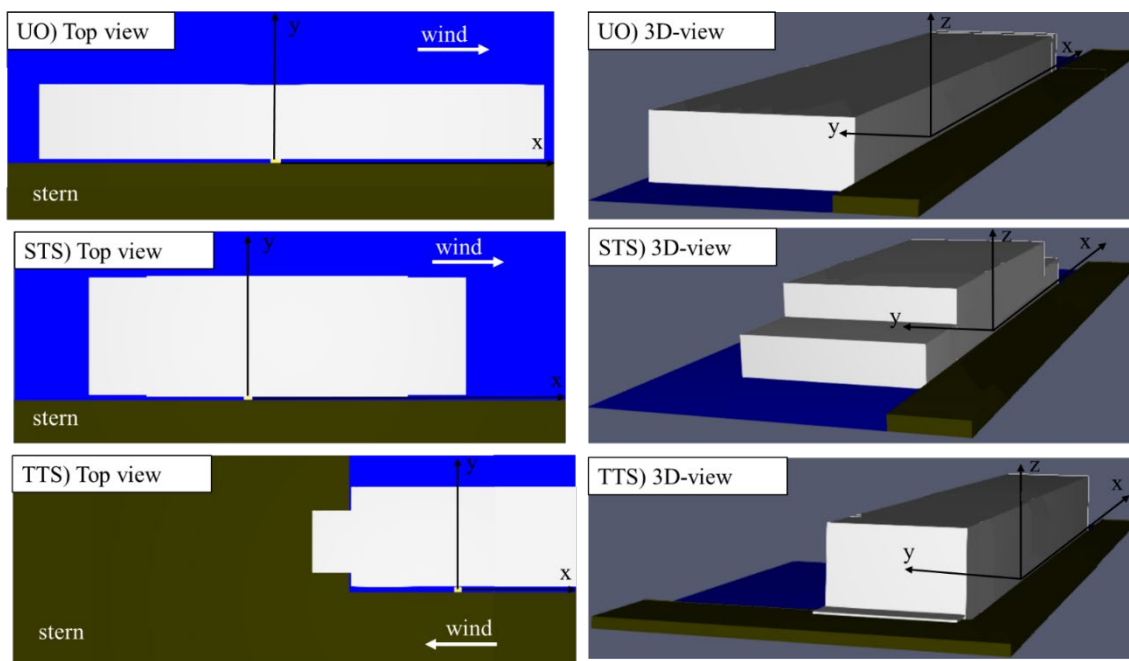 UO) Top view
y
wind
x
stern
UO) 3D-view
z
x
y
STS) Top view
y
wind
x
stern
STS) 3D-view
z
x
y
TTS) Top view
y
x
stern
wind
TTS) 3D-view
z
x
y